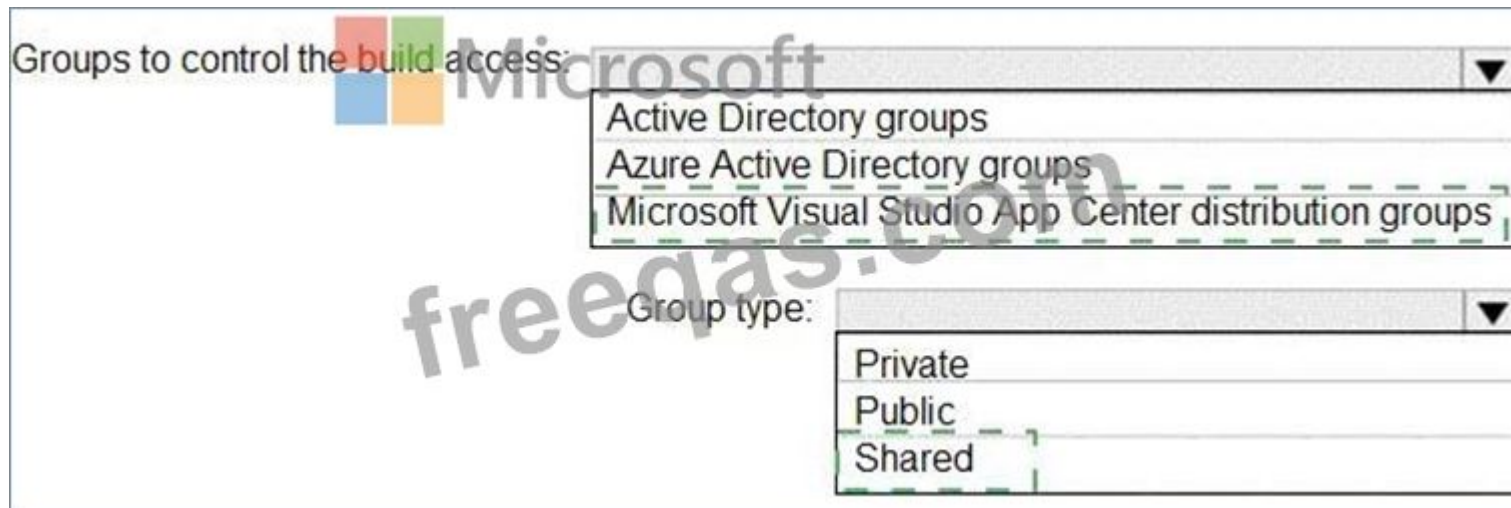 Groups to control the build access:
Microsoft
Active Directory groups
Azure Active Directory groups
Microsoft Visual Studio App Center distribution groups
freeqas.com
Group type:
Private
Public
Shared